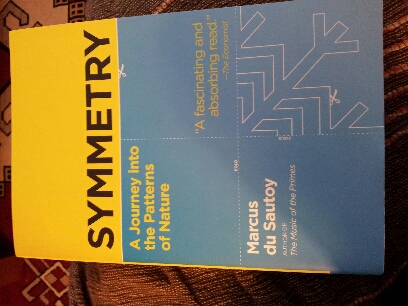 SYMMETRY
A Journey into
the Patterns
of Nature
"A fascinating and
absorbing read."
—The Economist
FOLD
Marcus
du Sautoy
AUTHOR OF
The Music of the Primes